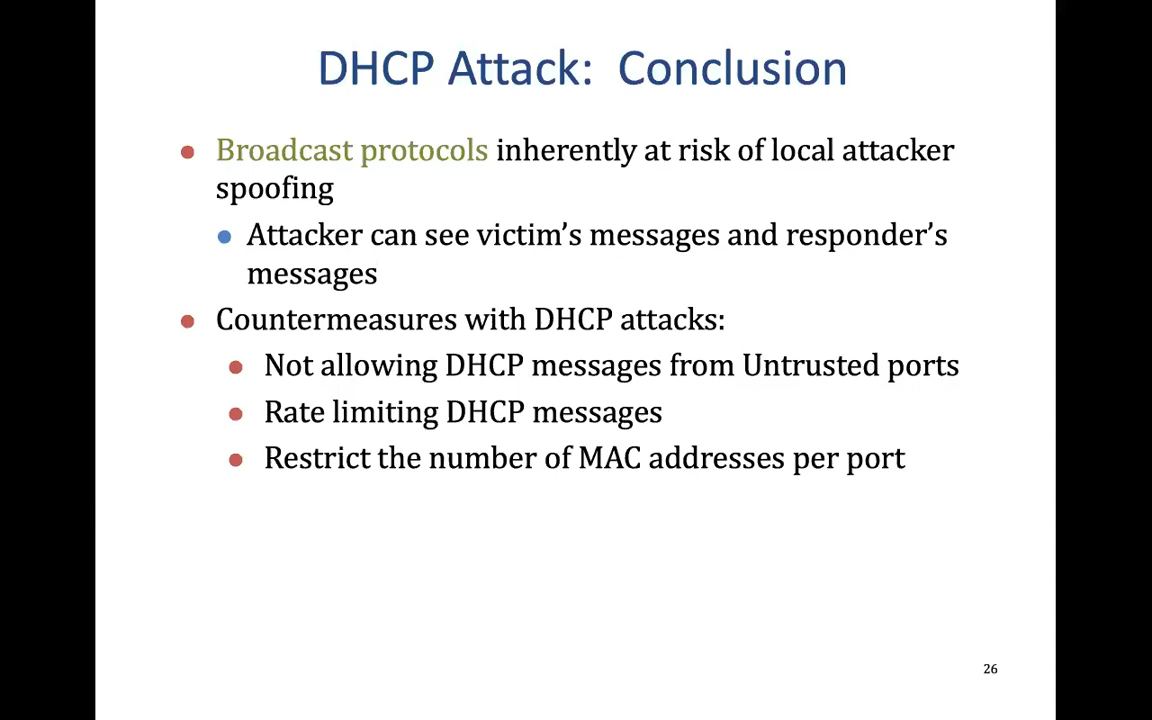 DHCP Attack:  Conclusion
• Broadcast protocols inherently at risk of local attacker
spoofing
• Attacker can see victim’s messages and responder’s
messages
• Countermeasures with DHCP attacks:
• Not allowing DHCP messages from Untrusted ports
• Rate limiting DHCP messages
• Restrict the number of MAC addresses per port
26